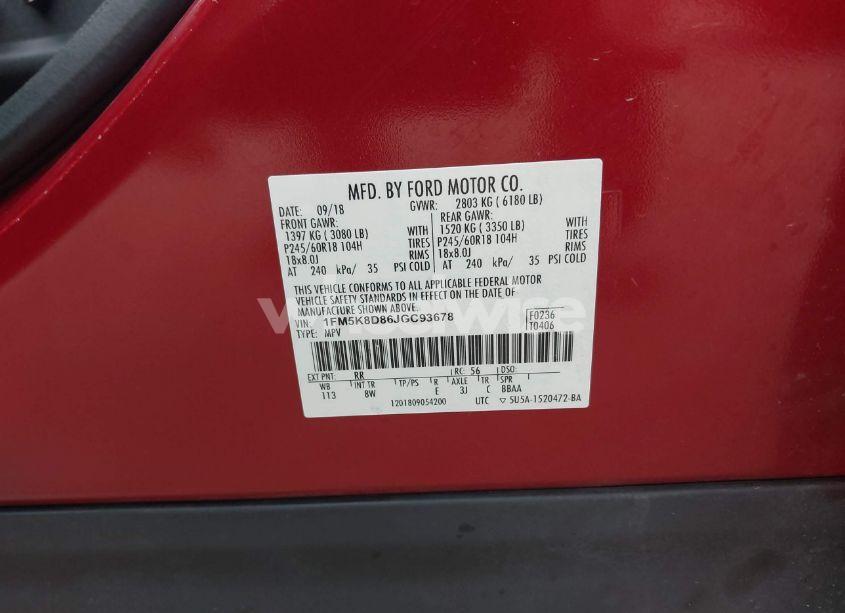 MFD. BY FORD MOTOR CO.
DATE: 09/18 GVWR: 2803 KG ( 6180 LB)
FRONT GAWR: REAR GAWR:
1397 KG ( 3080 LB) WITH 1520 KG ( 3350 LB) WITH
P245/60R18 104H TIRES P245/60R18 104H TIRES
18x8.0J RIMS 18x8.0J RIMS
AT 240 kPa/ 35 PSI COLD AT 240 kPa/ 35 PSI COLD
THIS VEHICLE CONFORMS TO ALL APPLICABLE FEDERAL MOTOR
VEHICLE SAFETY STANDARDS IN EFFECT ON THE DATE OF
MANUFACTURE SHOWN ABOVE.
VIN: 1FM5K8D86JGC93678 F0236
TYPE: MPV T0406
EXT PNT: RR RC: 56 DSO:
WB INT TR TP/PS R AXLE TR SPR
113 8W E 3J C 8BAA
1201809054200 UTC ▽ 5U5A-1520472-BA